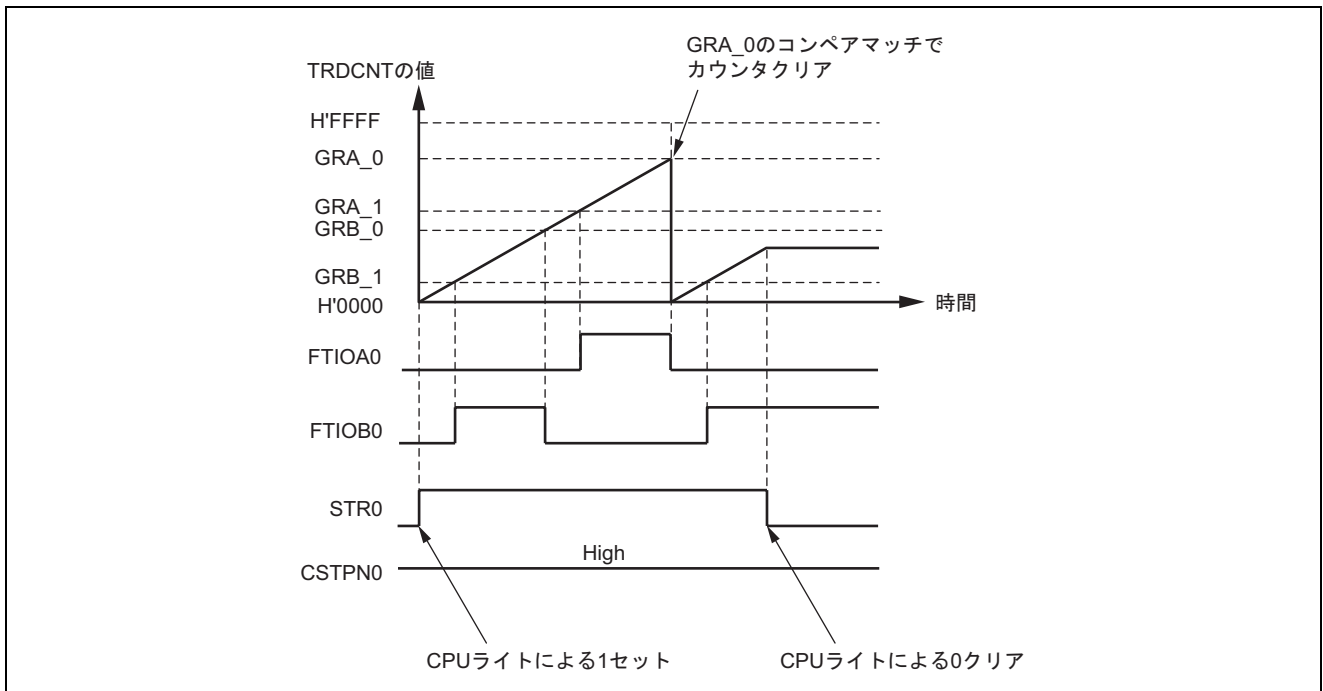 GRA_0のコンペアマッチで
カウンタクリア
TRDCNTの値
H'FFFF
GRA_0
GRA_1
GRB_0
GRB_1
H'0000
時間
FTIOA0
FTIOB0
STR0
High
CSTPN0
CPUライトによる1セット
CPUライトによる0クリア